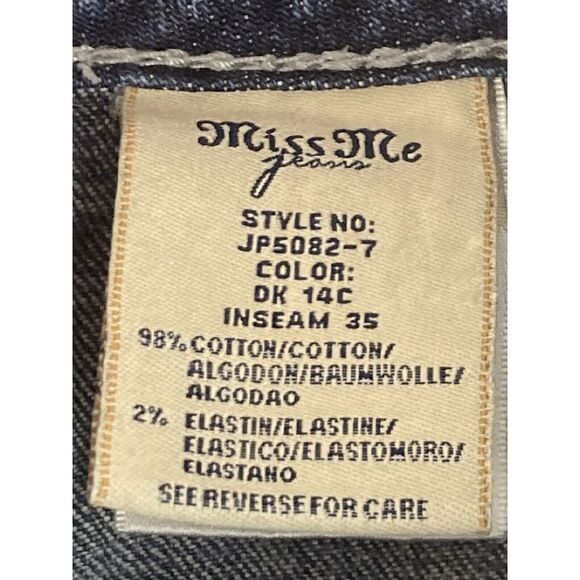 Miss Me
jeans
STYLE NO:
JP5082-7
COLOR:
DK 14C
INSEAM 35
98% COTTON/COTTON/
ALGODON/BAUMWOLLE/
ALGODAO
2% ELASTIN/ELASTINE/
ELASTICO/ELASTOMORO/
ELASTANO
SEE REVERSE FOR CARE